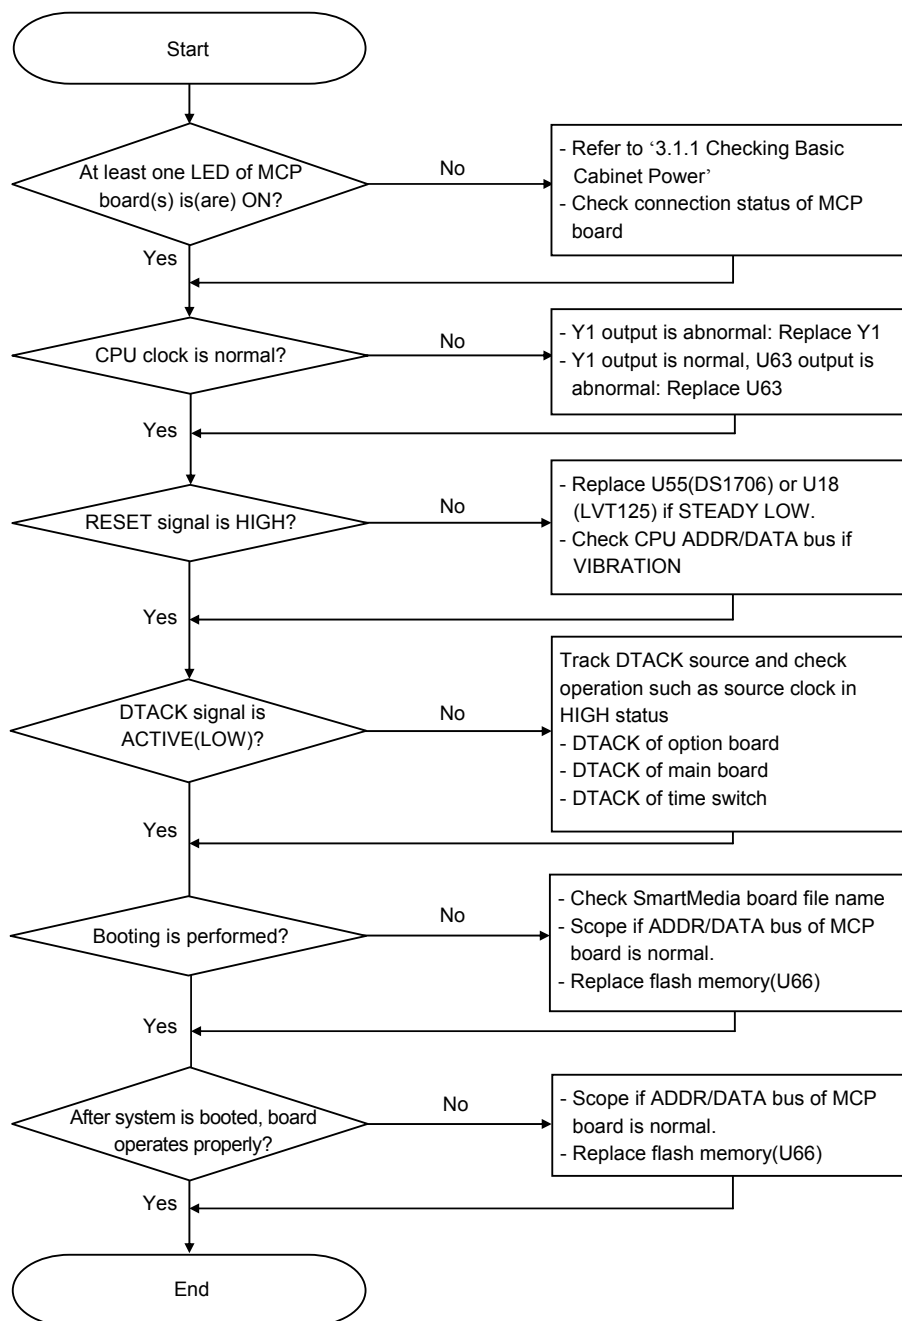 Start
At least one LED of MCP
board(s) is(are) ON?
No
- Refer to ‘3.1.1 Checking Basic
Cabinet Power’
- Check connection status of MCP
board
Yes
CPU clock is normal?
No
- Y1 output is abnormal: Replace Y1
- Y1 output is normal, U63 output is
abnormal: Replace U63
Yes
RESET signal is HIGH?
No
- Replace U55(DS1706) or U18
(LVT125) if STEADY LOW.
- Check CPU ADDR/DATA bus if
VIBRATION
Yes
DTACK signal is
ACTIVE(LOW)?
No
Track DTACK source and check
operation such as source clock in
HIGH status
- DTACK of option board
- DTACK of main board
- DTACK of time switch
Yes
Booting is performed?
No
- Check SmartMedia board file name
- Scope if ADDR/DATA bus of MCP
board is normal.
- Replace flash memory(U66)
Yes
After system is booted, board
operates properly?
No
- Scope if ADDR/DATA bus of MCP
board is normal.
- Replace flash memory(U66)
Yes
End